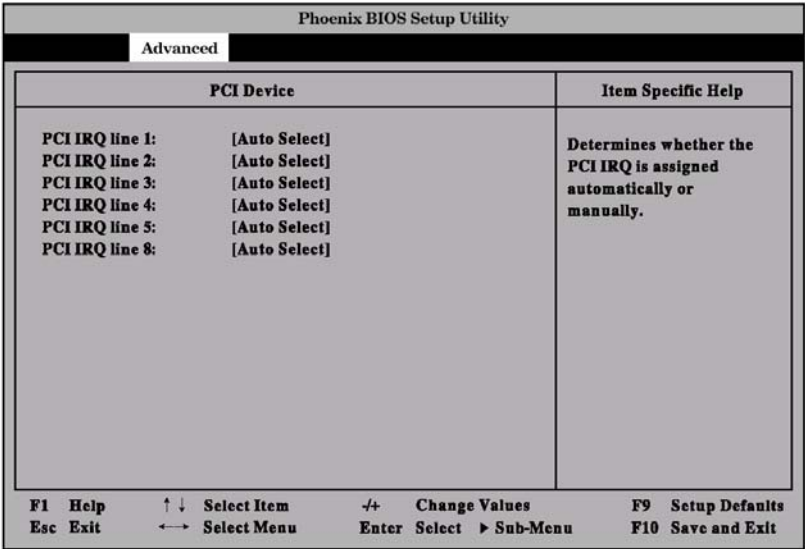 Phoenix BIOS Setup Utility
Advanced
PCI Device
Item Specific Help
PCI IRQ line 1: [Auto Select]
PCI IRQ line 2: [Auto Select]
PCI IRQ line 3: [Auto Select]
PCI IRQ line 4: [Auto Select]
PCI IRQ line 5: [Auto Select]
PCI IRQ line 8: [Auto Select]
Determines whether the
PCI IRQ is assigned
automatically or
manually.
F1 Help ↑ ↓ Select Item -/+ Change Values F9 Setup Defaults
Esc Exit ←→ Select Menu Enter Select ▶ Sub-Menu F10 Save and Exit